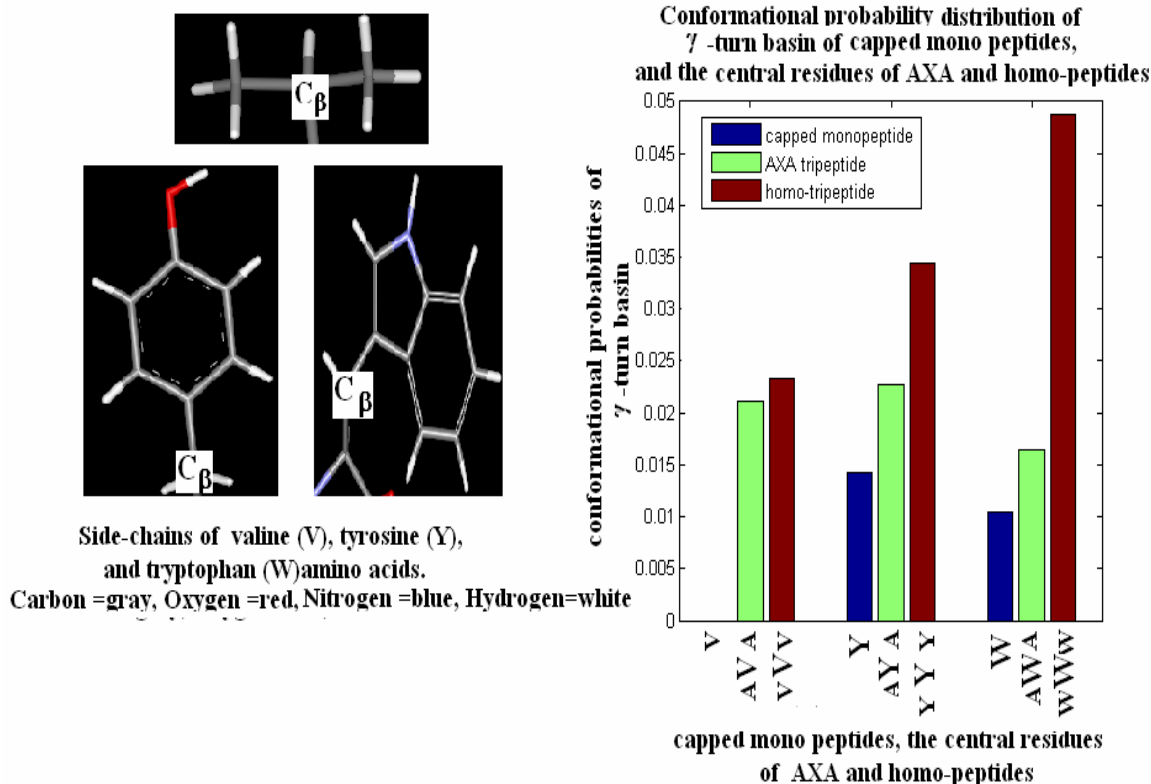 Cβ
Cβ
Cβ
Side-chains of valine (V), tyrosine (Y),
and tryptophan (W)amino acids.
Carbon =gray, Oxygen =red, Nitrogen =blue, Hydrogen=white
Conformational probability distribution of
γ -turn basin of capped mono peptides,
and the central residues of AXA and homo-peptides
capped monopeptide
AXA tripeptide
homo-tripeptide
0.05
0.045
0.04
0.035
0.03
0.025
0.02
0.015
0.01
0.005
0
conformational probabilities of
γ -turn basin
V
AVA
VVV
Y
AYA
YYY
W
AWA
WWW
capped mono peptides, the central residues
of AXA and homo-peptides